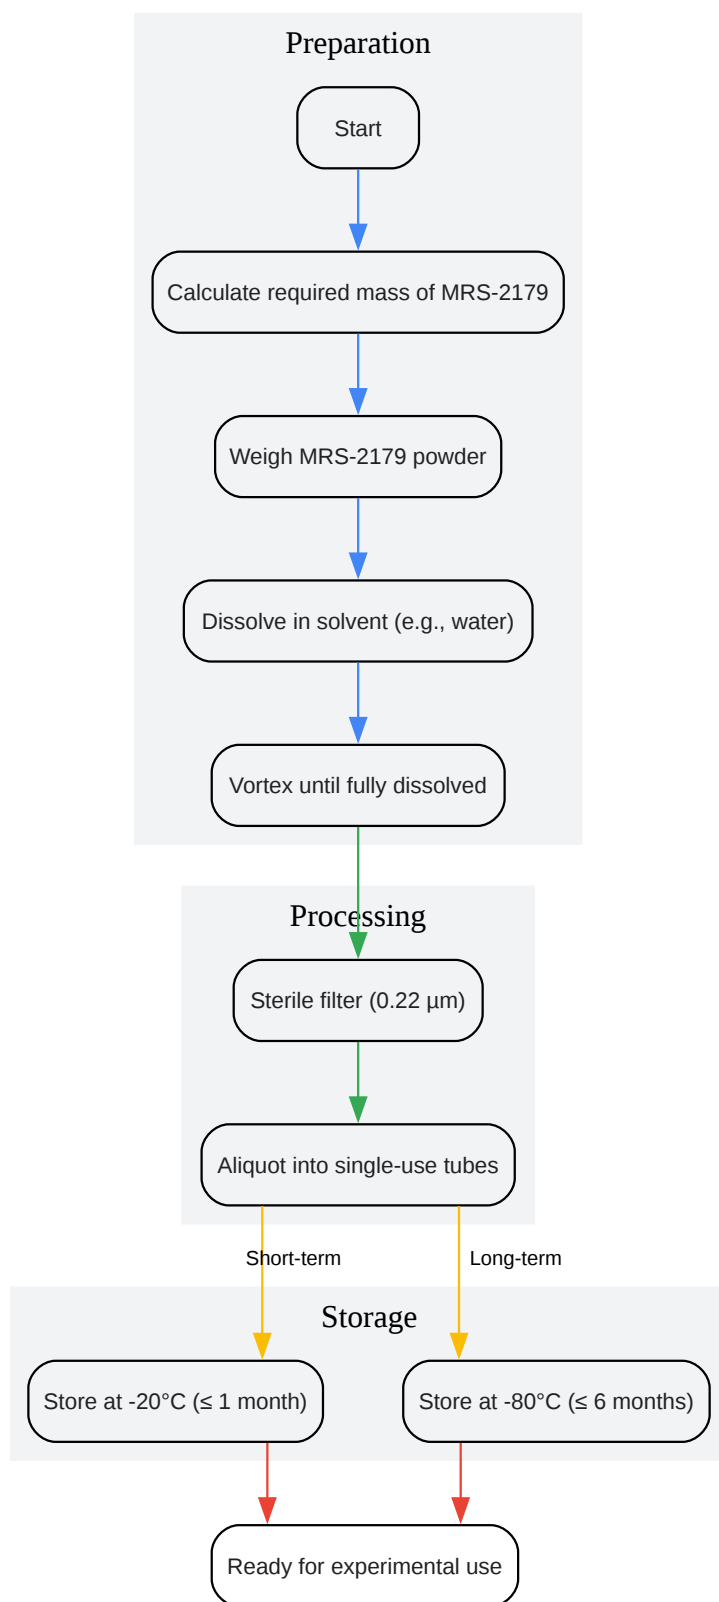 Preparation
Start
Calculate required mass of MRS-2179
Weigh MRS-2179 powder
Dissolve in solvent (e.g., water)
Vortex until fully dissolved
Processing
Sterile filter (0.22 µm)
Aliquot into single-use tubes
Short-term
Long-term
Storage
Store at -20°C (≤ 1 month)
Store at -80°C (≤ 6 months)
Ready for experimental use